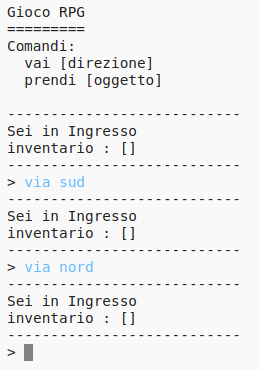 Gioco RPG
=========
Comandi:
  vai [direzione]
  prendi [oggetto]

---------------------------
Sei in Ingresso
inventario : []
---------------------------
> via sud
---------------------------
Sei in Ingresso
inventario : []
---------------------------
> via nord
---------------------------
Sei in Ingresso
inventario : []
---------------------------
>